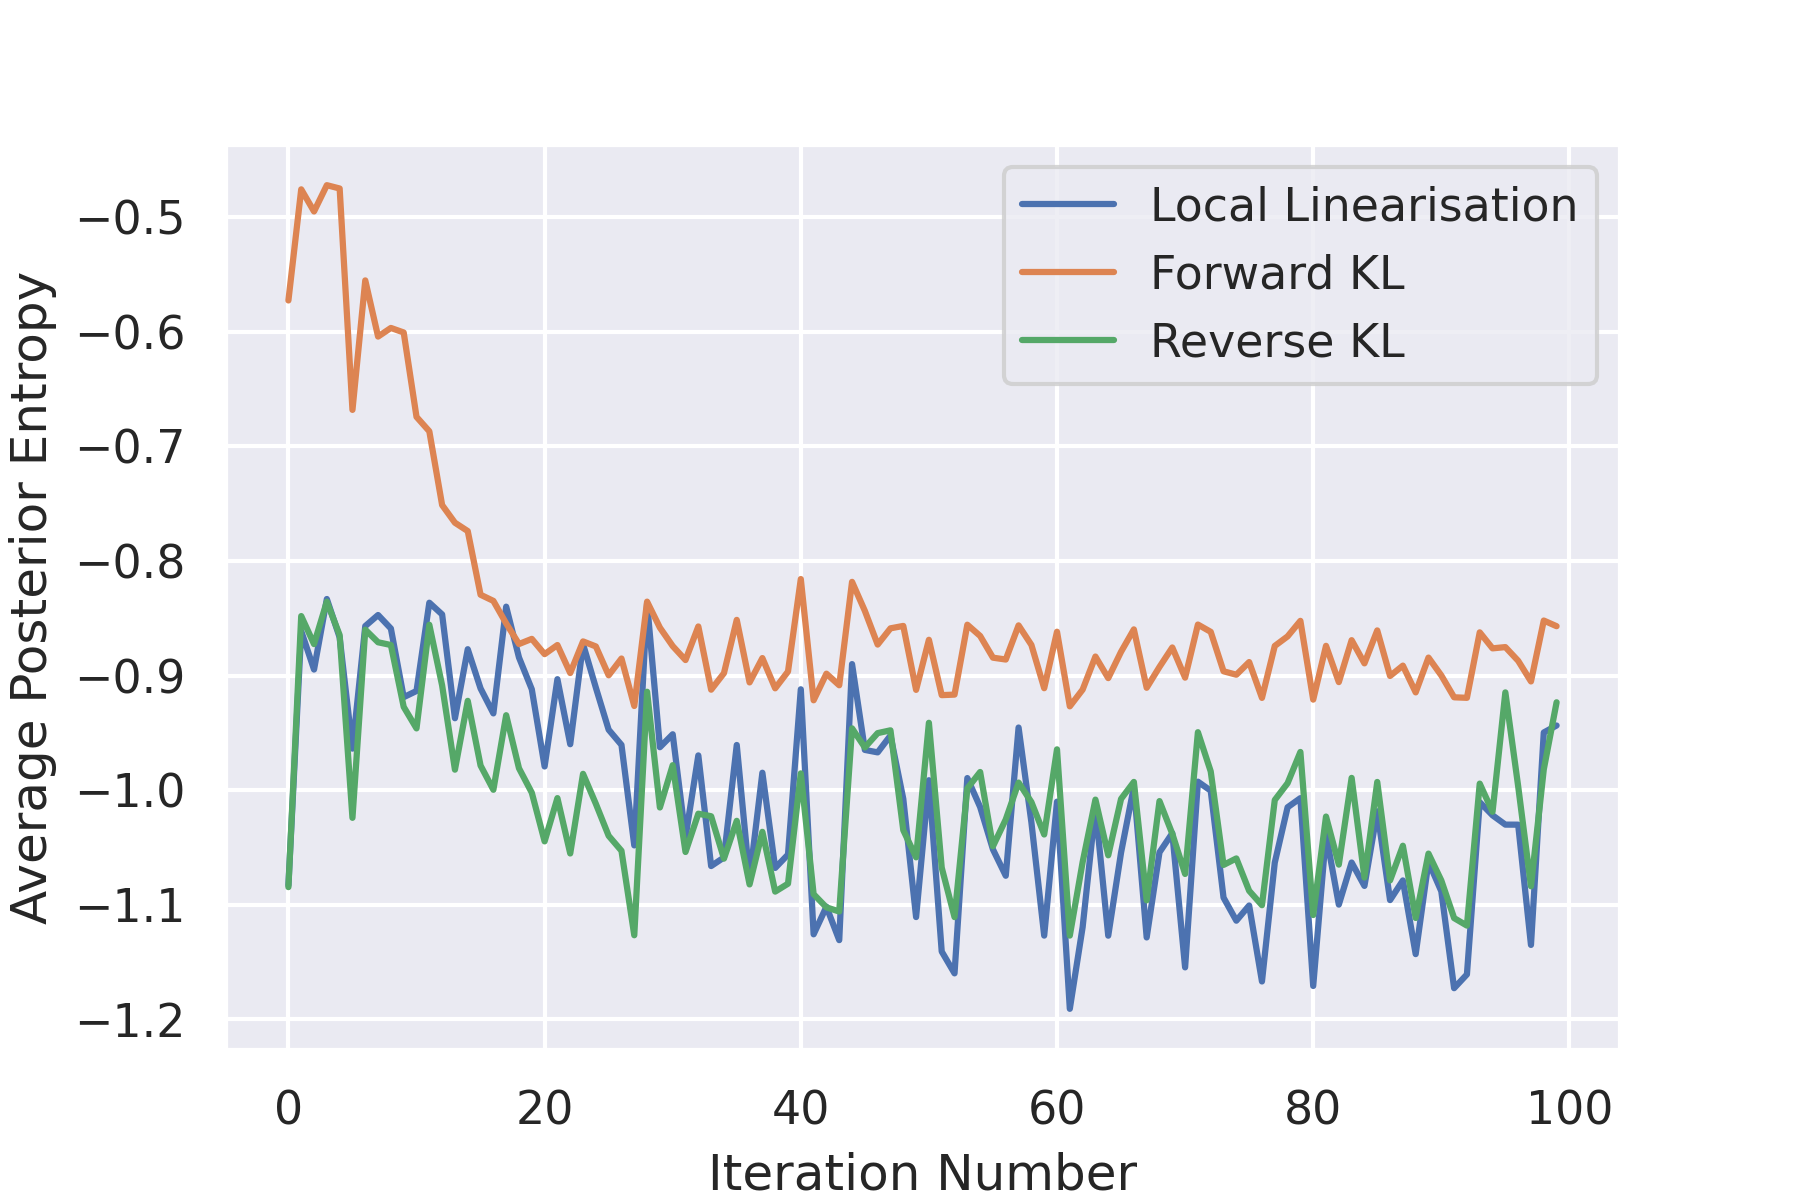 Local Linearisation
Forward KL
Reverse KL
Average Posterior Entropy
−0.5
−0.6
−0.7
−0.8
−0.9
−1.0
−1.1
−1.2
0 20 40 60 80 100
Iteration Number